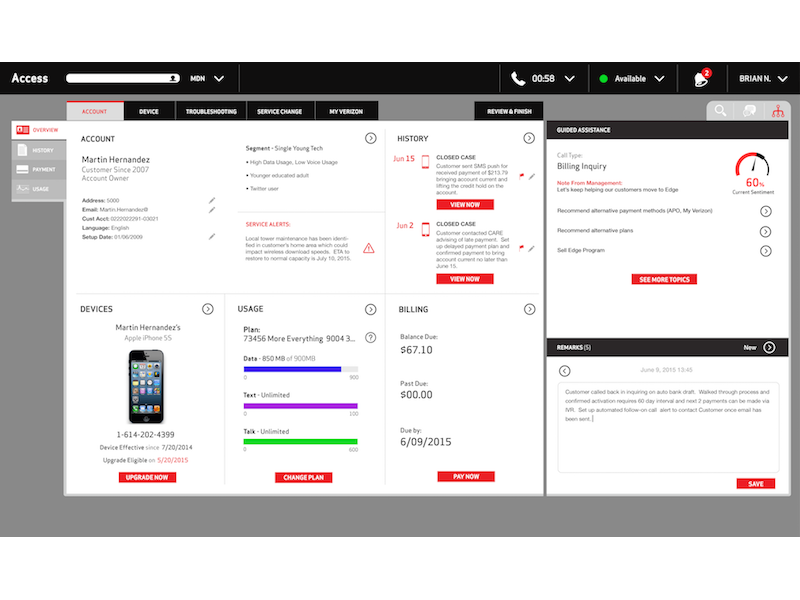 Access
MDN
00:58
Available
2
BRIAN N.
ACCOUNT
DEVICE
TROUBLESHOOTING
SERVICE CHANGE
MY VERIZON
REVIEW & FINISH
OVERVIEW
HISTORY
PAYMENT
USAGE
ACCOUNT
Martin Hernandez
Customer Since 2007
Account Owner
Address: 5000
Email: Martin.Hernandez@
Cust Acct: 0222022291-03021
Language: English
Setup Date: 01/06/2009
Segment - Single Young Tech
• High Data Usage, Low Voice Usage
• Younger educated adult
• Twitter user
SERVICE ALERTS:
Local tower maintenance has been identi-
fied in customer's home area which could
impact wireless download speeds. ETA to
restore to normal capacity is July 19, 2015.
HISTORY
Jun 15
CLOSED CASE
Customer sent SMS push for
received payment of $213.79
bringing account current and
lifting the credit hold on the
account.
VIEW NOW
Jun 2
CLOSED CASE
Customer contacted CARE
advising of late payment. Set
up delayed payment plan and
confirmed payment to bring
account current no later than
June 15.
VIEW NOW
DEVICES
Martin Hernandez's
Apple iPhone 5S
1-614-202-4399
Device Effective since 7/20/2014
Upgrade Eligible on 5/20/2015
UPGRADE NOW
USAGE
Plan:
73456 More Everything 9004 3...
?
Data - 850 MB of 900MB
0
900
Text - Unlimited
0
100
Talk - Unlimited
0
600
CHANGE PLAN
BILLING
Balance Due:
$67.10
Past Due:
$00.00
Due by:
6/09/2015
PAY NOW
GUIDED ASSISTANCE
Call Type:
Billing Inquiry
Note From Management:
Let's keep helping our customers move to Edge
60%
Current Sentiment
Recommend alternative payment methods (APO, My Verizon)
Recommend alternative plans
Sell Edge Program
SEE MORE TOPICS
REMARKS (5)
New
June 9, 2015 13:45
Customer called back in inquiring on auto bank draft. Walked through process and
confirmed activation requires 60-day interval and next 2 payments can be made via
IVR. Set up automated follow-on call alert to contact Customer once email has
been sent.
SAVE